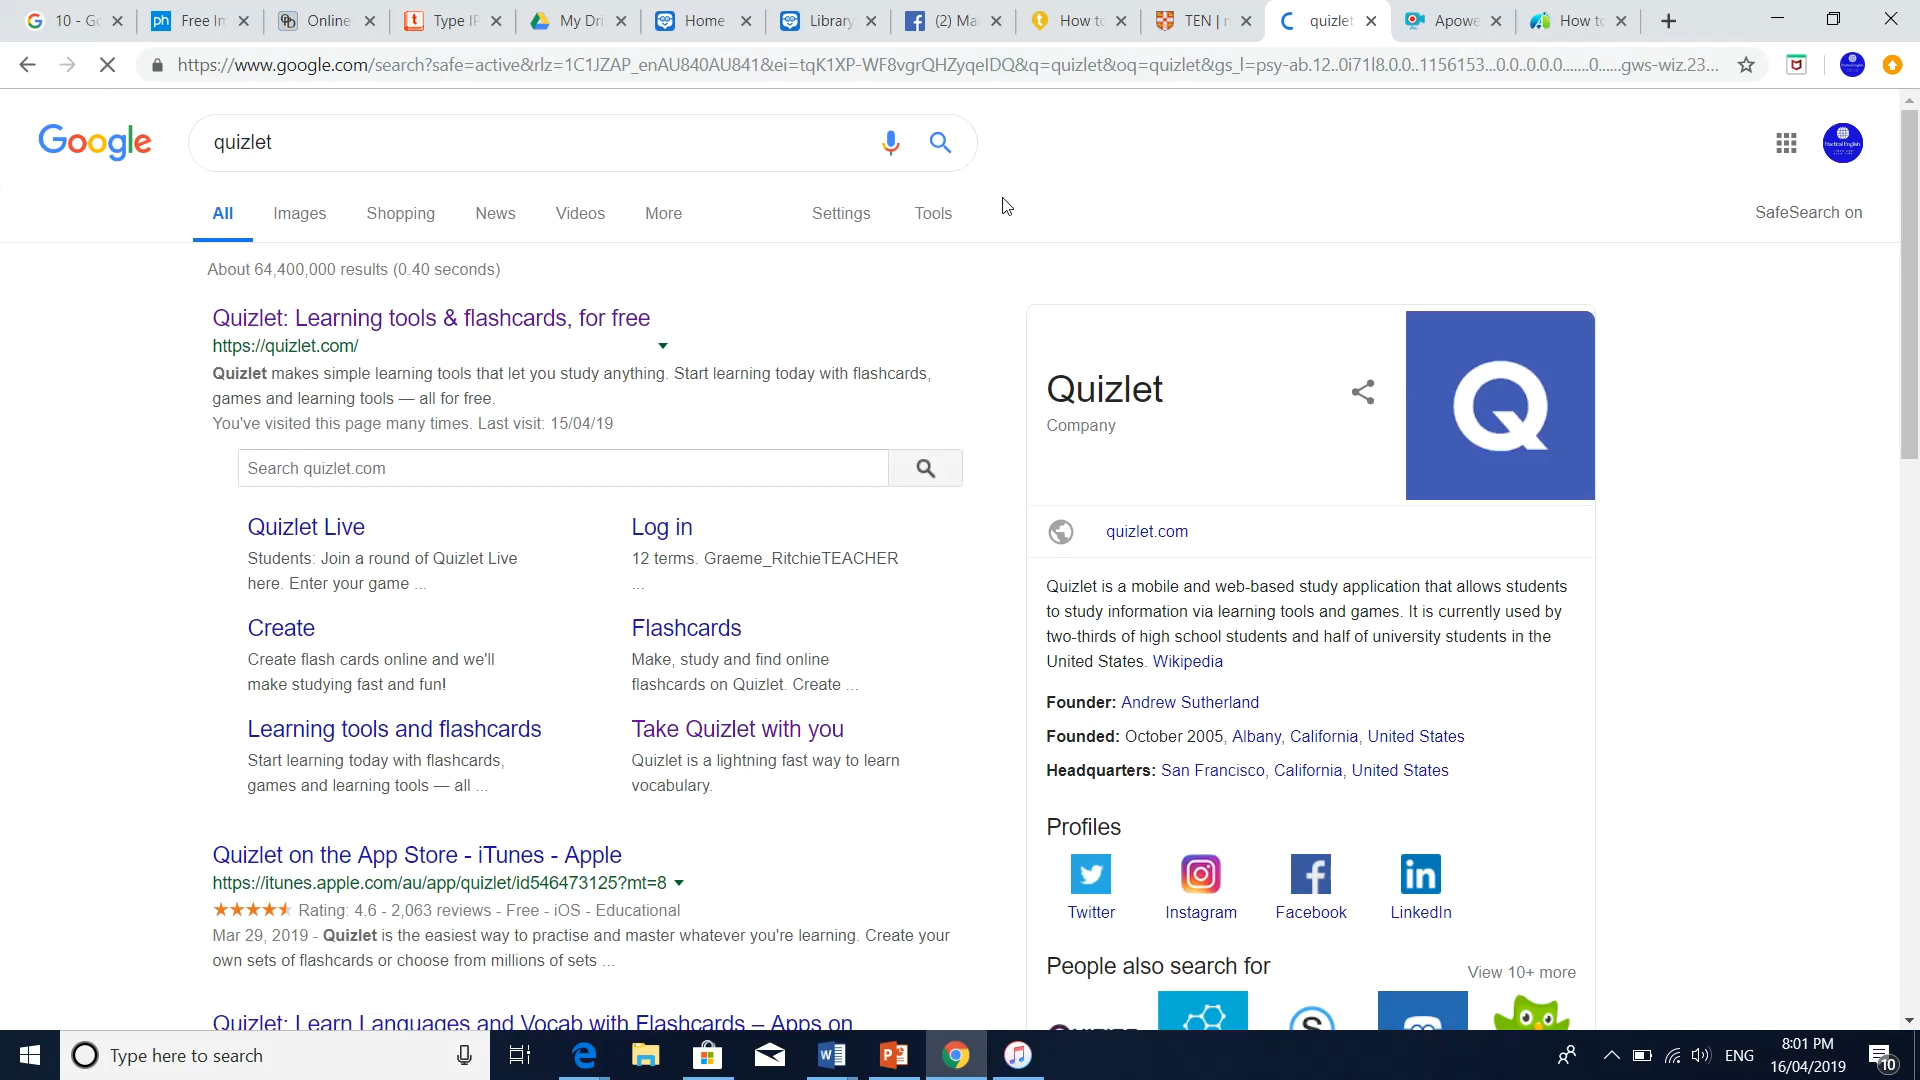 10 - Go
Free Im
Online
Type IP
My Dri
Home
Library
(2) Ma
How to
TEN | n
quizlet
Apowe
How to
https://www.google.com/search?safe=active&rlz=1C1JZAP_enAU840AU841&ei=tqK1XP-WF8vgrQHZyqeIDQ&q=quizlet&oq=quizlet&gs_l=psy-ab.12..0i71l8.0.0..1156153...0.0..0.0.0.......0......gws-wiz.23...
Google
quizlet
Practical English
All
Images
Shopping
News
Videos
More
Settings
Tools
SafeSearch on
About 64,400,000 results (0.40 seconds)
Quizlet: Learning tools & flashcards, for free
https://quizlet.com/
Quizlet makes simple learning tools that let you study anything. Start learning today with flashcards,
games and learning tools — all for free.
You've visited this page many times. Last visit: 15/04/19
Search quizlet.com
Quizlet Live
Students: Join a round of Quizlet Live
here. Enter your game ...
Log in
12 terms. Graeme_RitchieTEACHER
...
Create
Create flash cards online and we'll
make studying fast and fun!
Flashcards
Make, study and find online
flashcards on Quizlet. Create ...
Learning tools and flashcards
Start learning today with flashcards,
games and learning tools — all ...
Take Quizlet with you
Quizlet is a lightning fast way to learn
vocabulary.
Quizlet on the App Store - iTunes - Apple
https://itunes.apple.com/au/app/quizlet/id546473125?mt=8
Rating: 4.6 - 2,063 reviews - Free - iOS - Educational
Mar 29, 2019 - Quizlet is the easiest way to practise and master whatever you're learning. Create your
own sets of flashcards or choose from millions of sets ...
Quizlet: Learn Languages and Vocab with Flashcards – Apps on
Quizlet
Company
Q
quizlet.com
Quizlet is a mobile and web-based study application that allows students
to study information via learning tools and games. It is currently used by
two-thirds of high school students and half of university students in the
United States. Wikipedia
Founder: Andrew Sutherland
Founded: October 2005, Albany, California, United States
Headquarters: San Francisco, California, United States
Profiles
Twitter
Instagram
Facebook
LinkedIn
People also search for
View 10+ more
Type here to search
ENG
8:01 PM
16/04/2019
10